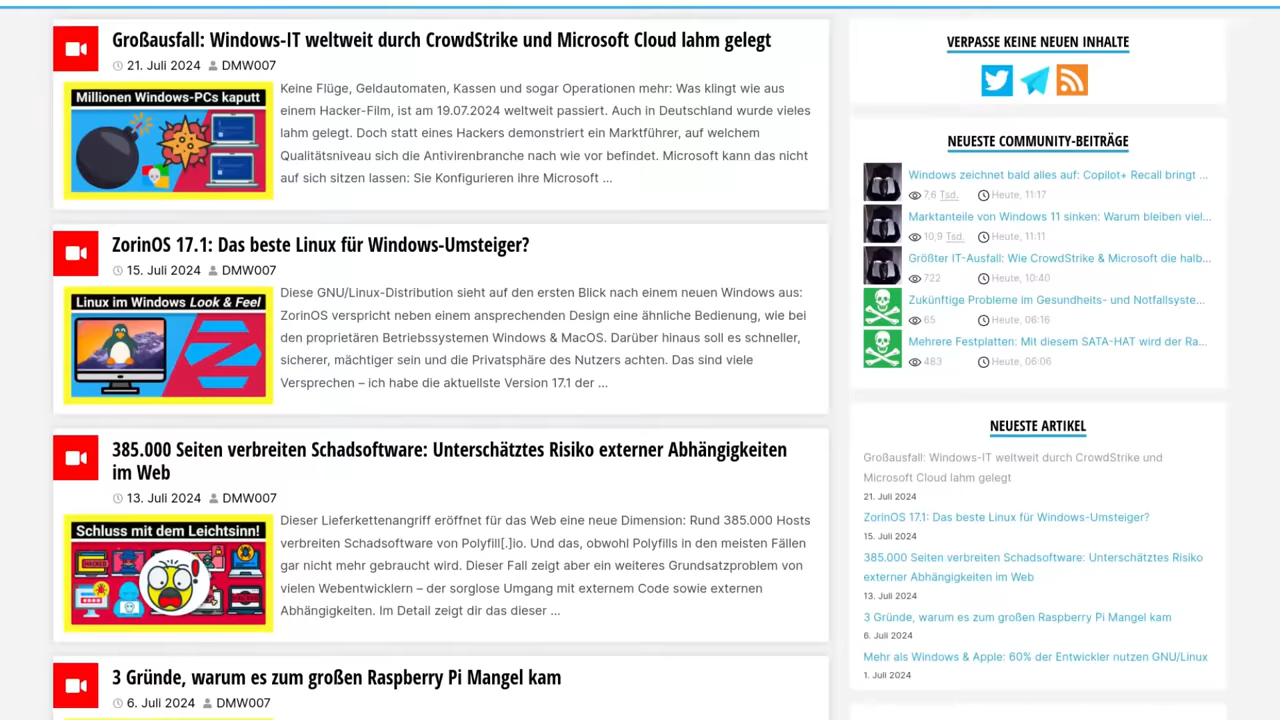 Großausfall: Windows-IT weltweit durch CrowdStrike und Microsoft Cloud lahm gelegt
21. Juli 2024 DMW007
Millionen Windows-PCs kaputt
Keine Flüge, Geldautomaten, Kassen und sogar Operationen mehr: Was klingt wie aus
einem Hacker-Film, ist am 19.07.2024 weltweit passiert. Auch in Deutschland wurde vieles
lahm gelegt. Doch statt eines Hackers demonstriert ein Marktführer, auf welchem
Qualitätsniveau sich die Antivirenbranche nach wie vor befindet. Microsoft kann das nicht
auf sich sitzen lassen: Sie Konfigurieren ihre Microsoft ...
ZorinOS 17.1: Das beste Linux für Windows-Umsteiger?
15. Juli 2024 DMW007
Linux im Windows Look & Feel
Diese GNU/Linux-Distribution sieht auf den ersten Blick nach einem neuen Windows aus:
ZorinOS verspricht neben einem ansprechenden Design eine ähnliche Bedienung, wie bei
den proprietären Betriebssystemen Windows & MacOS. Darüber hinaus soll es schneller,
sicherer, mächtiger sein und die Privatsphäre des Nutzers achten. Das sind viele
Versprechen – ich habe die aktuellste Version 17.1 der ...
385.000 Seiten verbreiten Schadsoftware: Unterschätztes Risiko externer Abhängigkeiten
im Web
13. Juli 2024 DMW007
Schluss mit dem Leichtsinn!
Dieser Lieferkettenangriff eröffnet für das Web eine neue Dimension: Rund 385.000 Hosts
verbreiten Schadsoftware von Polyfill[.]io. Und das, obwohl Polyfills in den meisten Fällen
gar nicht mehr gebraucht wird. Dieser Fall zeigt aber ein weiteres Grundsatzproblem von
vielen Webentwicklern – der sorglose Umgang mit externem Code sowie externen
Abhängigkeiten. Im Detail zeigt dir das dieser ...
3 Gründe, warum es zum großen Raspberry Pi Mangel kam
6. Juli 2024 DMW007
VERPASSE KEINE NEUEN INHALTE
NEUESTE COMMUNITY-BEITRÄGE
Windows zeichnet bald alles auf: Copilot+ Recall bringt ...
7,6 Tsd. Heute, 11:17
Marktanteile von Windows 11 sinken: Warum bleiben viel...
10,9 Tsd. Heute, 11:11
Größter IT-Ausfall: Wie CrowdStrike & Microsoft die halb...
722 Heute, 10:40
Zukünftige Probleme im Gesundheits- und Notfallsyste...
65 Heute, 06:16
Mehrere Festplatten: Mit diesem SATA-HAT wird der Ra...
483 Heute, 06:06
NEUESTE ARTIKEL
Großausfall: Windows-IT weltweit durch CrowdStrike und
Microsoft Cloud lahm gelegt
21. Juli 2024
ZorinOS 17.1: Das beste Linux für Windows-Umsteiger?
15. Juli 2024
385.000 Seiten verbreiten Schadsoftware: Unterschätztes Risiko
externer Abhängigkeiten im Web
13. Juli 2024
3 Gründe, warum es zum großen Raspberry Pi Mangel kam
6. Juli 2024
Mehr als Windows & Apple: 60% der Entwickler nutzen GNU/Linux
1. Juli 2024